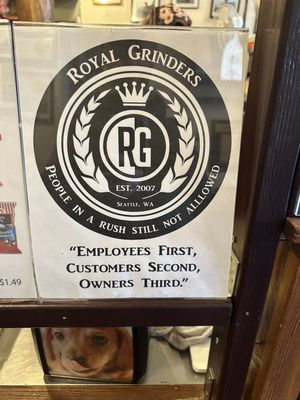 ROYAL GRINDERS
RG
EST. 2007
SEATTLE, WA
PEOPLE IN A RUSH STILL NOT ALLOWED
"EMPLOYEES FIRST,
CUSTOMERS SECOND,
OWNERS THIRD."
$1.49